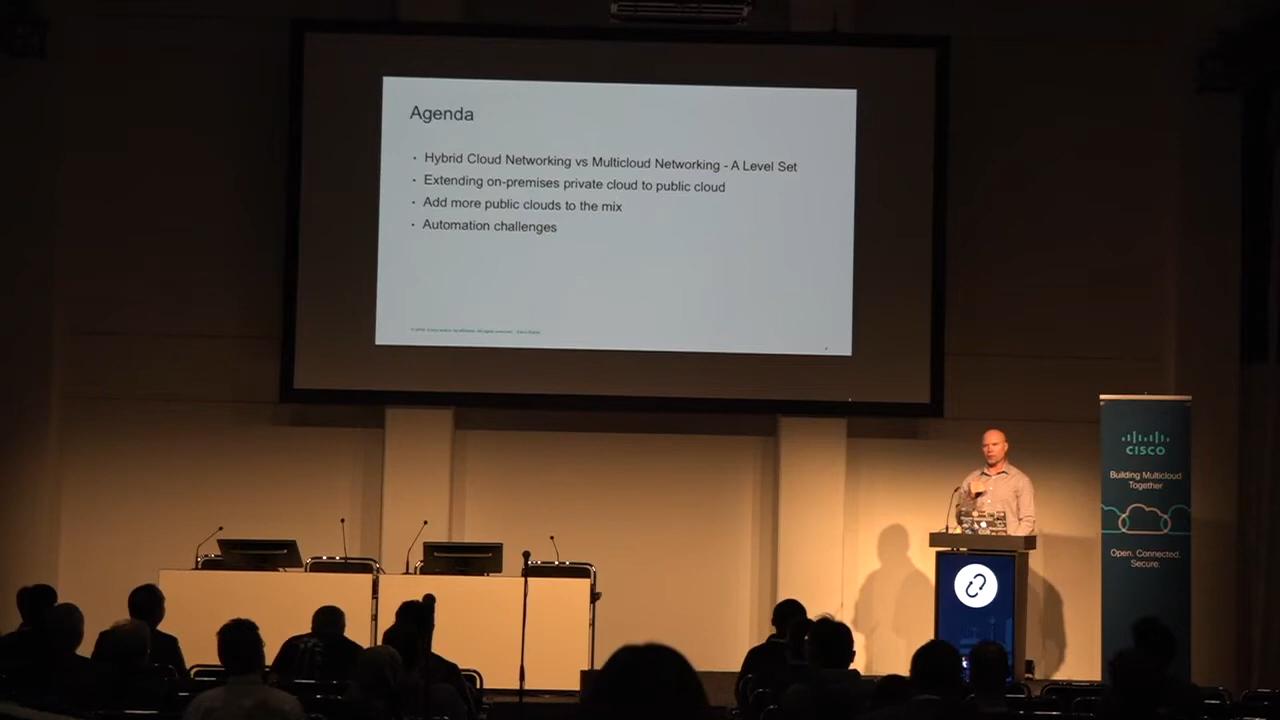 Agenda
· Hybrid Cloud Networking vs Multicloud Networking - A Level Set
· Extending on-premises private cloud to public cloud
· Add more public clouds to the mix
· Automation challenges
CISCO
Building Multicloud
Together
Open. Connected.
Secure.